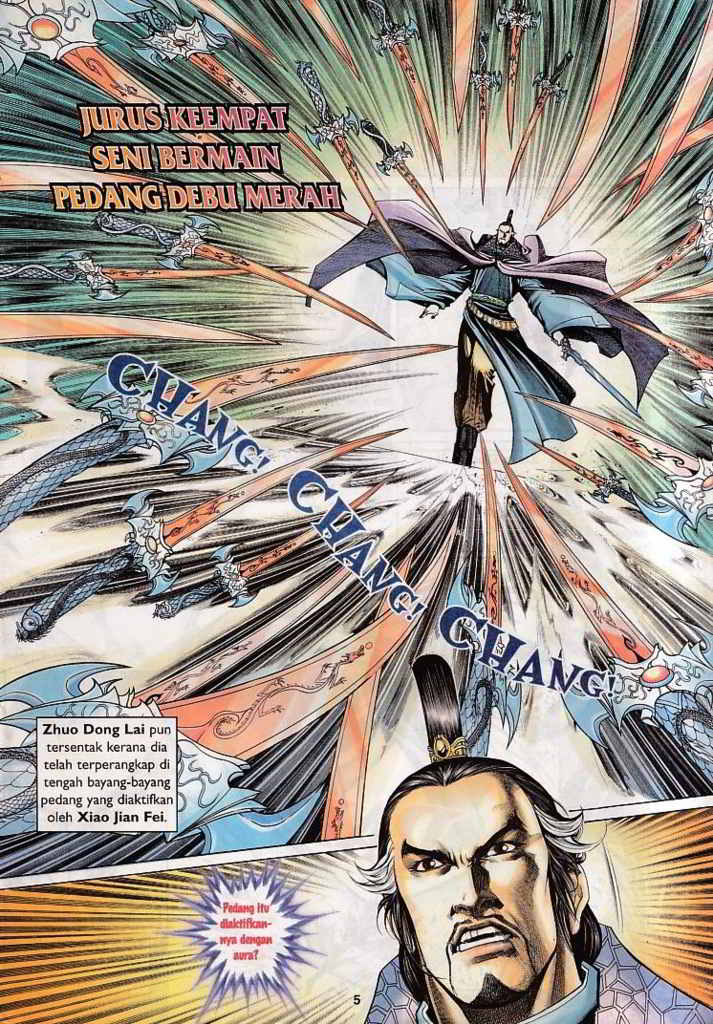 JURUS KEEMPAT
SENI BERMAIN
PEDANG DEBU MERAH
CHANG!
CHANG!
CHANG!
Zhuo Dong Lai pun
tersentak kerana dia
telah terperangkap di
tengah bayang-bayang
pedang yang diaktifkan
oleh Xiao Jian Fei.
Pedang itu
diaktifkan-
nya dengan
aura?
5